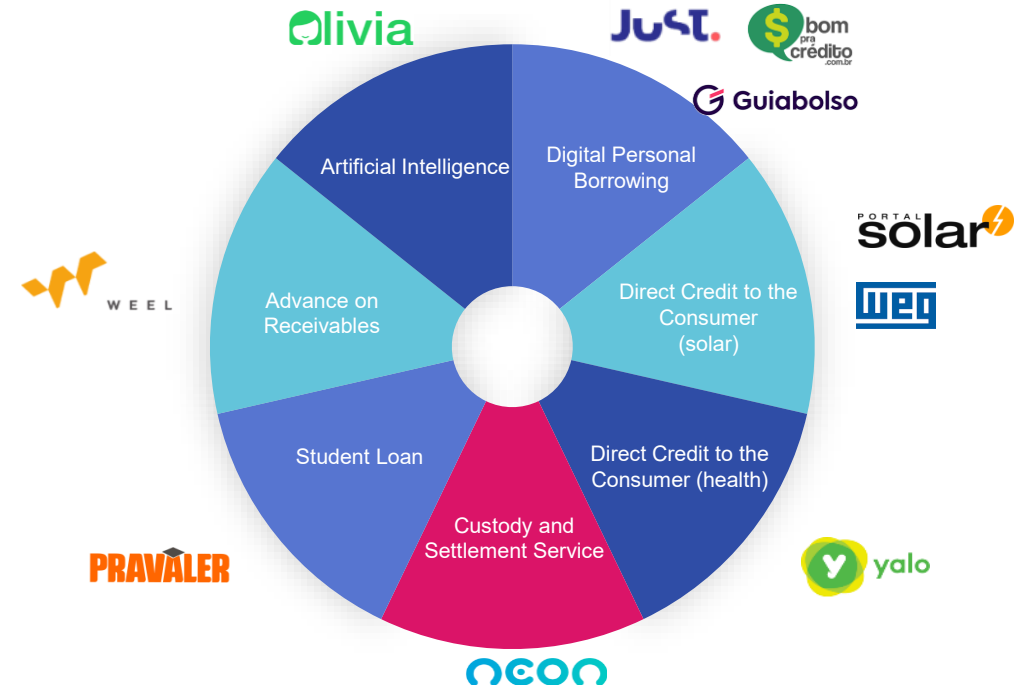 Olivia
JUST.
$
bom
pra
crédito
.com.br
Guiabolso
Artificial Intelligence
Digital Personal
Borrowing
PORTAL
solar
WEEL
Advance on
Receivables
Direct Credit to the
Consumer
(solar)
weg
Student Loan
Direct Credit to the
Consumer (health)
Custody and
Settlement Service
PRAVALER
y yalo
neon